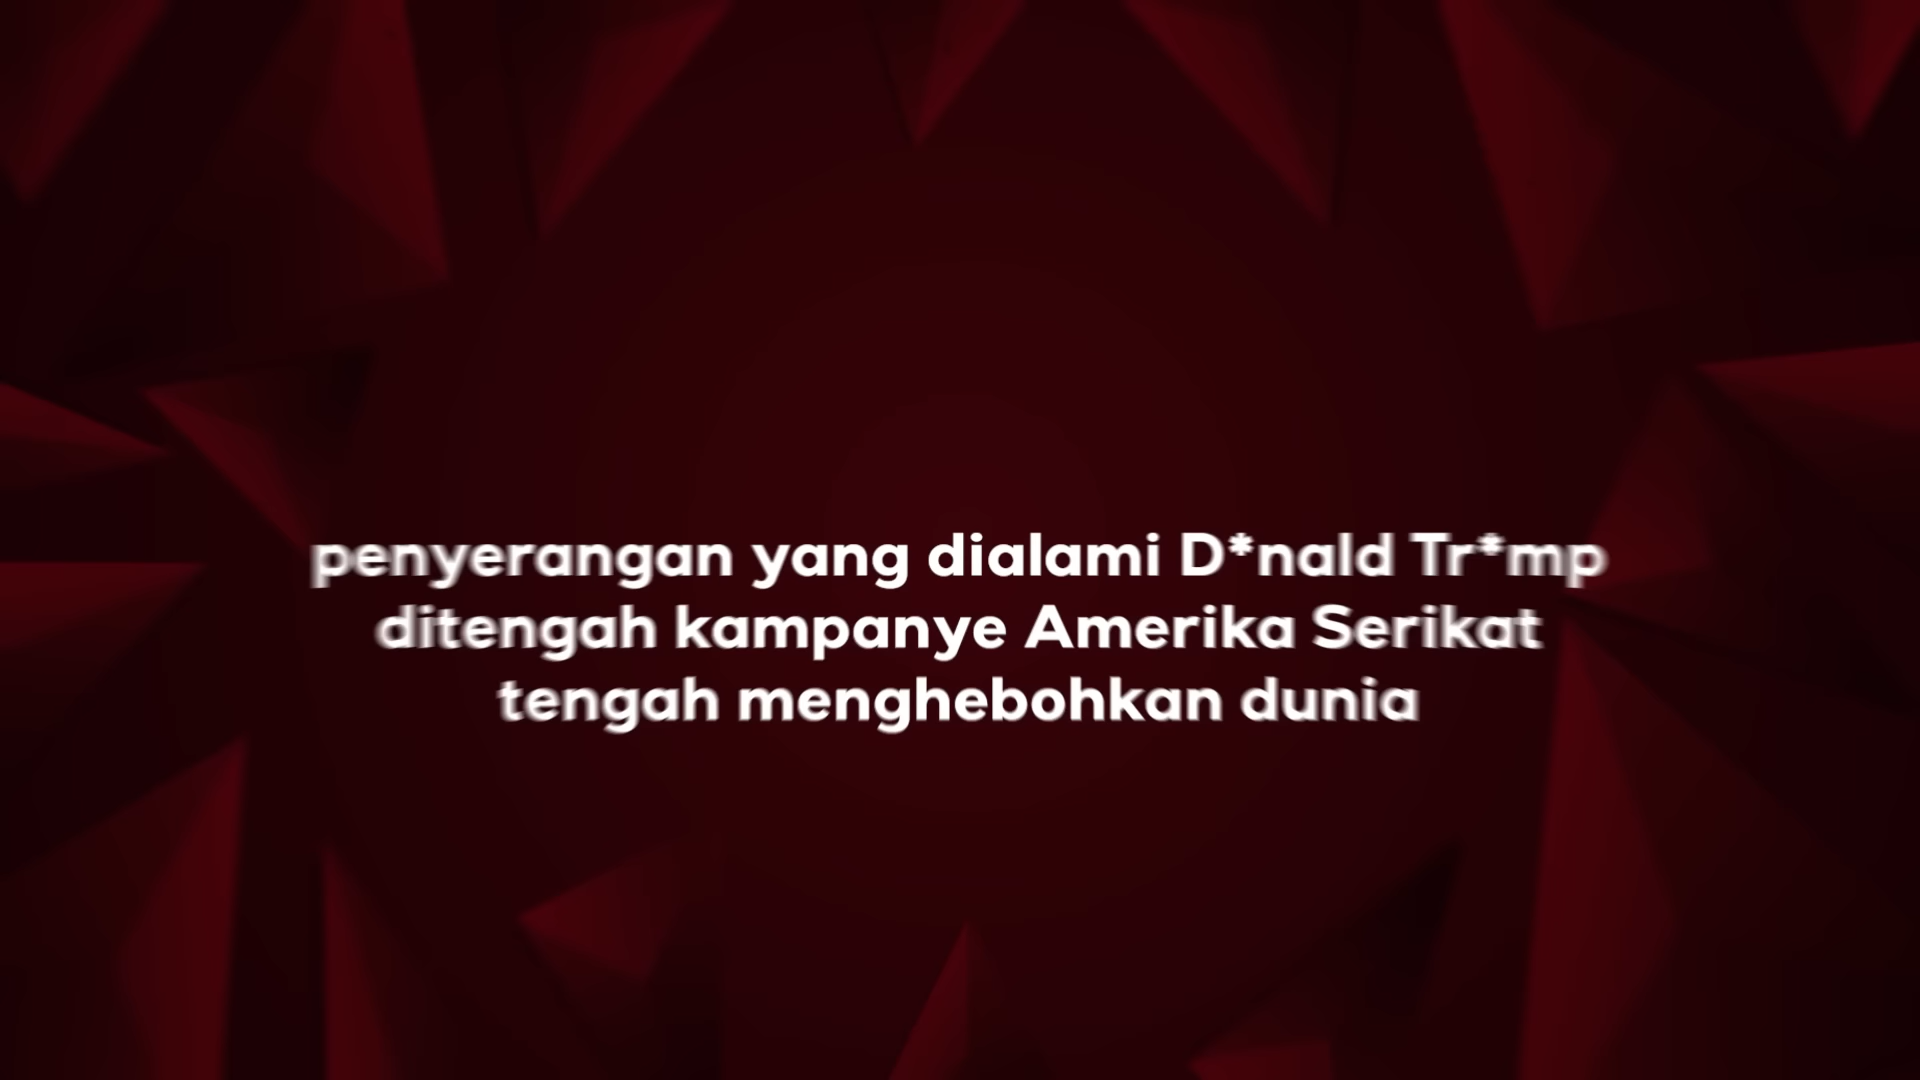 penyerangan yang dialami D*nald Tr*mp
ditengah kampanye Amerika Serikat
tengah menghebohkan dunia